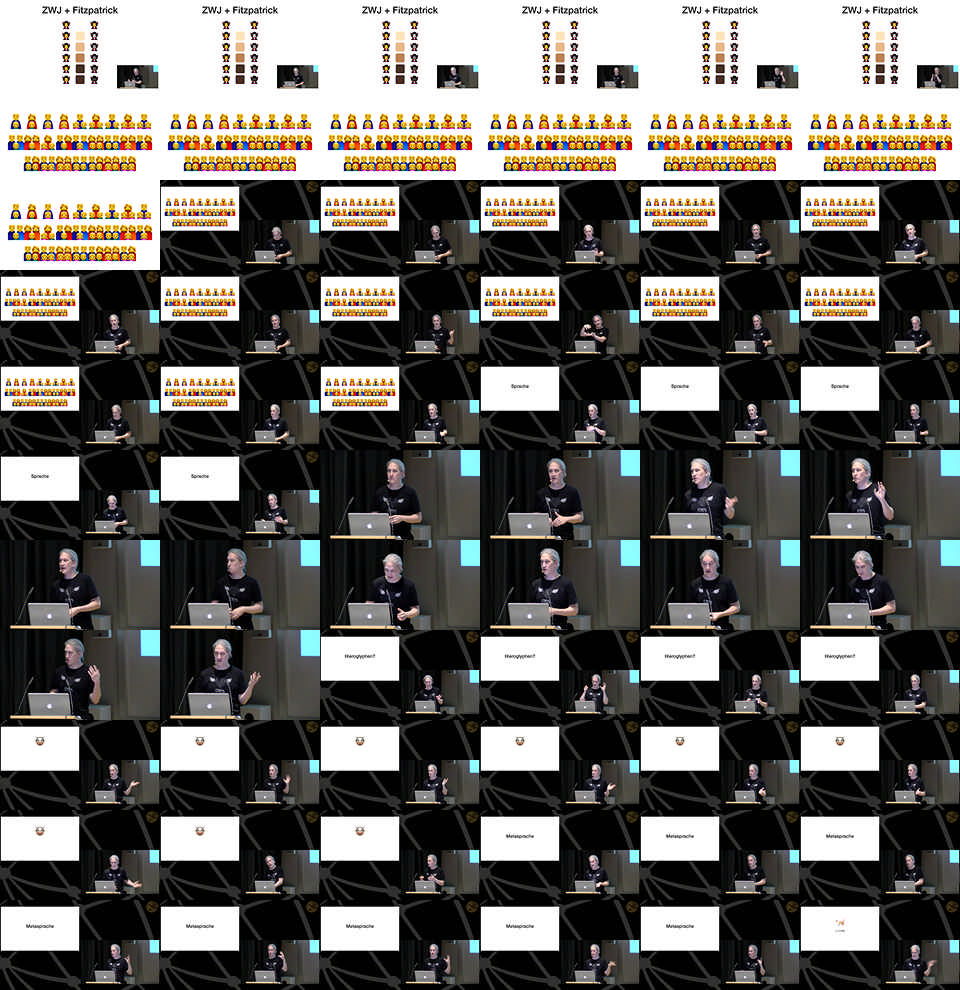 ZWJ + Fitzpatrick
ZWJ + Fitzpatrick
ZWJ + Fitzpatrick
ZWJ + Fitzpatrick
ZWJ + Fitzpatrick
ZWJ + Fitzpatrick
Sprache
Sprache
Sprache
Sprache
Sprache
Hieroglyphen?
Hieroglyphen?
Hieroglyphen?
Hieroglyphen?
Metasprache
Metasprache
Metasprache
Metasprache
Metasprache
Metasprache
Metasprache
Metasprache